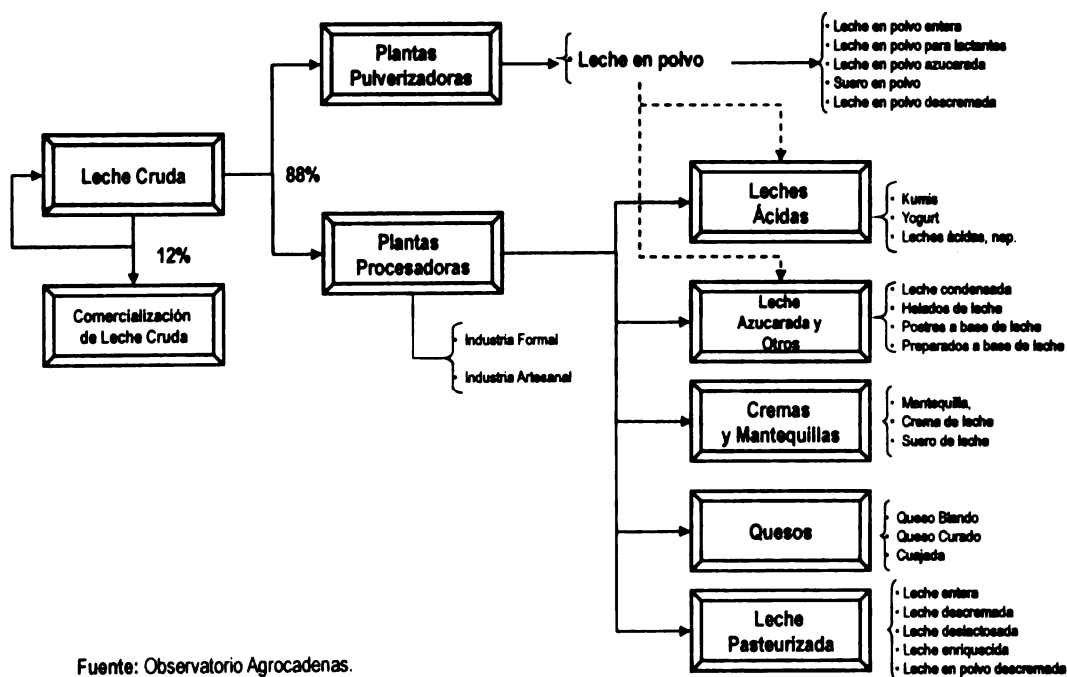 Plantas
Pulverizadoras
· Leche en polvo
· Leche en polvo entera
· Leche en polvo para lactantes
· Leche en polvo azucarada
· Suero en polvo
· Leche en polvo descremada
Leche Cruda
88%
12%
Comercialización
de Leche Cruda
Plantas
Procesadoras
· Industria Formal
· Industria Artesanal
Leches
Ácidas
· Kumis
· Yogurt
· Leches ácidas, nep.
Leche
Azucarada y
Otros
· Leche condensada
· Helados de leche
· Postres a base de leche
· Preparados a base de leche
Cremas
y Mantequillas
· Mantequilla,
· Crema de leche
· Suero de leche
Quesos
· Queso Blando
· Queso Curado
· Cuajada
Leche
Pasteurizada
· Leche entera
· Leche descremada
· Leche deslactosada
· Leche enriquecida
· Leche en polvo descremada
Fuente: Observatorio Agrocadenas.